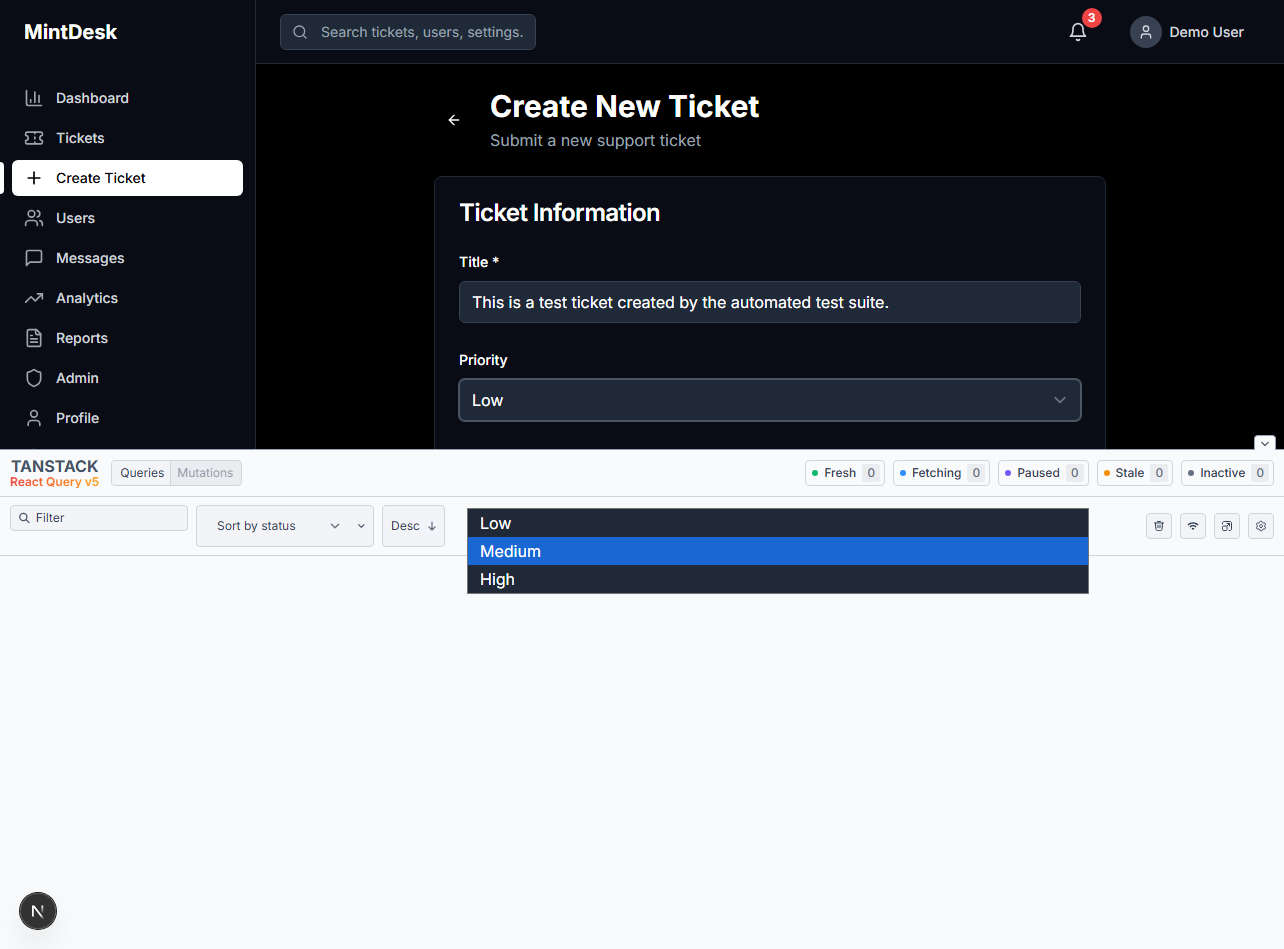 MintDesk
Search tickets, users, settings.
3
Demo User
Dashboard
Tickets
Create Ticket
Users
Messages
Analytics
Reports
Admin
Profile
Create New Ticket
Submit a new support ticket
Ticket Information
Title *
This is a test ticket created by the automated test suite.
Priority
Low
TANSTACK
React Query v5
Queries
Mutations
Fresh 0
Fetching 0
Paused 0
Stale 0
Inactive 0
Filter
Sort by status
Desc
Low
Medium
High
N